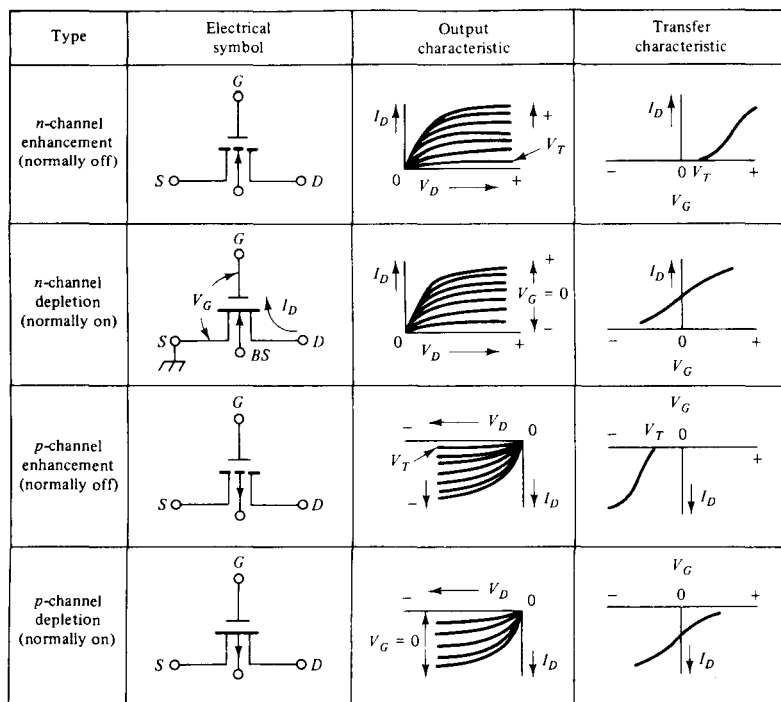 Type
Electrical
symbol
Output
characteristic
Transfer
characteristic
n-channel
enhancement
(normally off)
G
S
D
I_D
+
V_T
0
V_D
+
I_D
-
0
V_T
+
V_G
n-channel
depletion
(normally on)
G
V_G
I_D
S
BS
D
I_D
+
V_G = 0
-
0
V_D
+
I_D
-
0
+
V_G
p-channel
enhancement
(normally off)
G
S
D
-
V_D
0
V_T
-
I_D
V_G
-
V_T
0
+
I_D
p-channel
depletion
(normally on)
G
S
D
-
V_D
0
V_G = 0
I_D
V_G
-
0
+
I_D